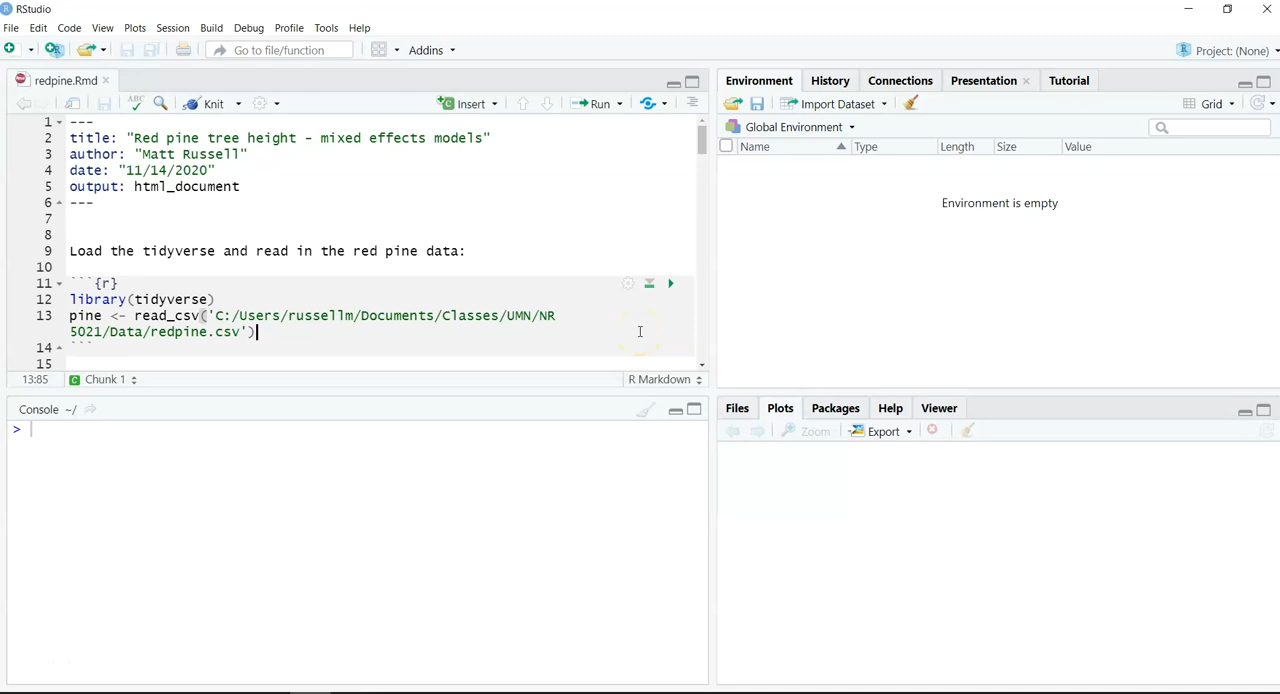 RStudio
File Edit Code View Plots Session Build Debug Profile Tools Help
Go to file/function Addins Project: (None)
redpine.Rmd
ABC Knit Insert Run
1 ---
2 title: "Red pine tree height - mixed effects models"
3 author: "Matt Russell"
4 date: "11/14/2020"
5 output: html_document
6 ---
7
8
9 Load the tidyverse and read in the red pine data:
10
11 ```{r}
12 library(tidyverse)
13 pine <- read_csv('C:/Users/russellm/Documents/Classes/UMN/NR
5021/Data/redpine.csv')
14 ```
15
13:85 Chunk 1 R Markdown
Console ~/
>
Environment History Connections Presentation Tutorial
Import Dataset Grid
Global Environment
Name Type Length Size Value
Environment is empty
Files Plots Packages Help Viewer
Zoom Export